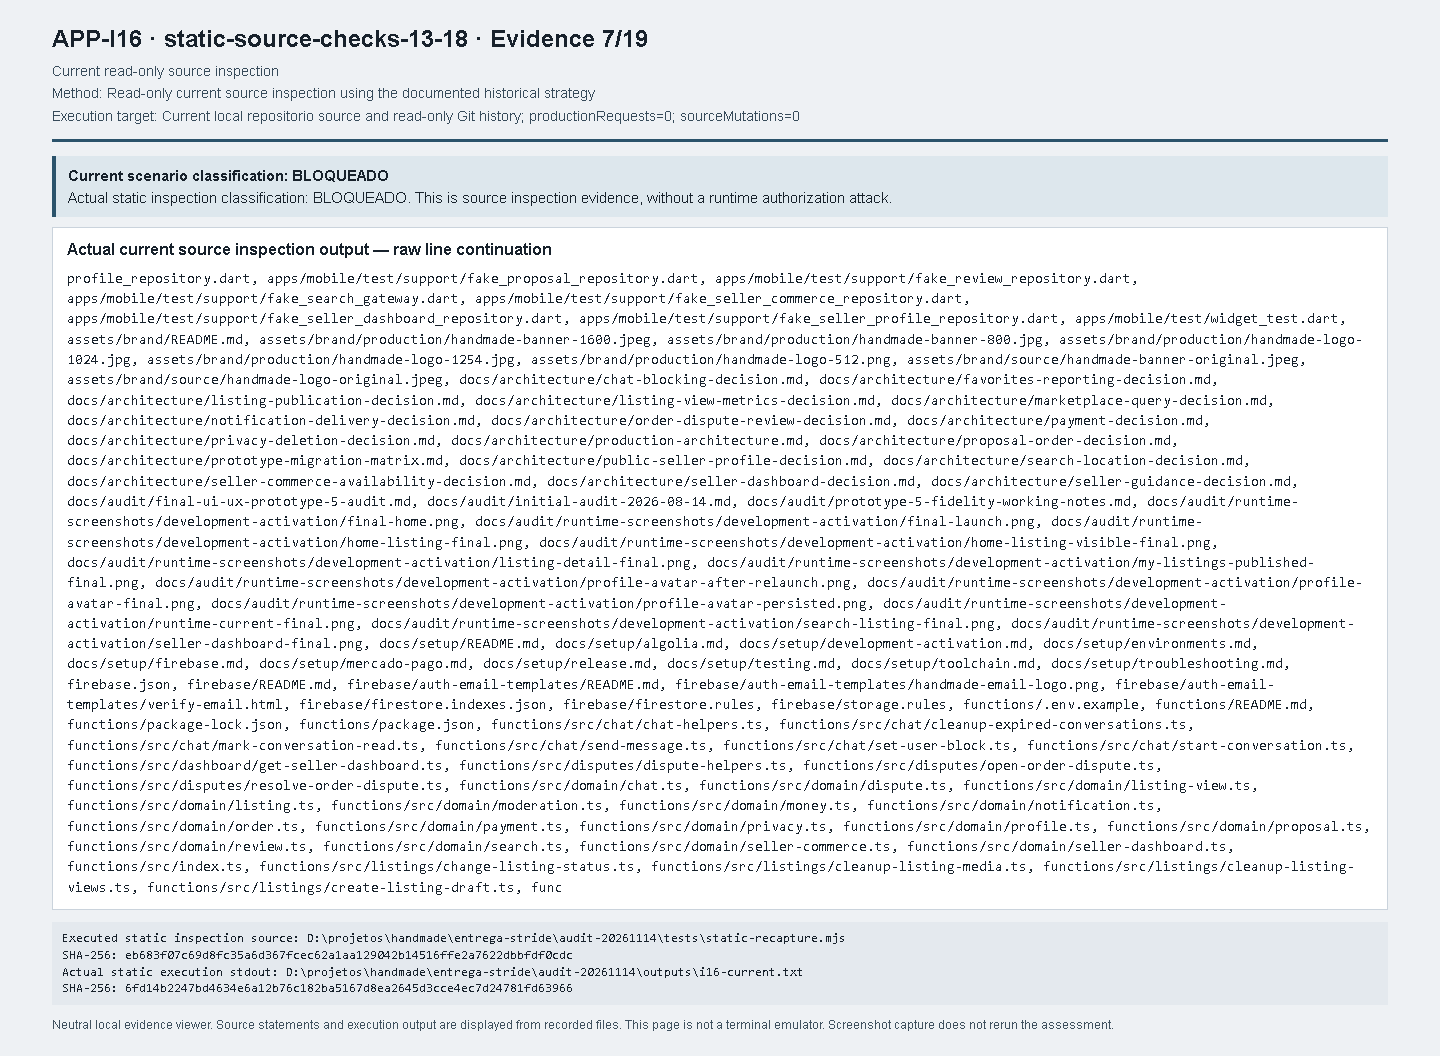 APP-I16 · static-source-checks-13-18 · Evidence 7/19
Current read-only source inspection
Method: Read-only current source inspection using the documented historical strategy
Execution target: Current local repositorio source and read-only Git history; productionRequests=0; sourceMutations=0
Current scenario classification: BLOQUEADO
Actual static inspection classification: BLOQUEADO. This is source inspection evidence, without a runtime authorization attack.
Actual current source inspection output — raw line continuation
profile_repository.dart, apps/mobile/test/support/fake_proposal_repository.dart, apps/mobile/test/support/fake_review_repository.dart,
apps/mobile/test/support/fake_search_gateway.dart, apps/mobile/test/support/fake_seller_commerce_repository.dart,
apps/mobile/test/support/fake_seller_dashboard_repository.dart, apps/mobile/test/support/fake_seller_profile_repository.dart, apps/mobile/test/widget_test.dart,
assets/brand/README.md, assets/brand/production/handmade-banner-1600.jpeg, assets/brand/production/handmade-banner-800.jpg, assets/brand/production/handmade-logo-
1024.jpg, assets/brand/production/handmade-logo-1254.jpg, assets/brand/production/handmade-logo-512.png, assets/brand/source/handmade-banner-original.jpeg,
assets/brand/source/handmade-logo-original.jpeg, docs/architecture/chat-blocking-decision.md, docs/architecture/favorites-reporting-decision.md,
docs/architecture/listing-publication-decision.md, docs/architecture/listing-view-metrics-decision.md, docs/architecture/marketplace-query-decision.md,
docs/architecture/notification-delivery-decision.md, docs/architecture/order-dispute-review-decision.md, docs/architecture/payment-decision.md,
docs/architecture/privacy-deletion-decision.md, docs/architecture/production-architecture.md, docs/architecture/proposal-order-decision.md,
docs/architecture/prototype-migration-matrix.md, docs/architecture/public-seller-profile-decision.md, docs/architecture/search-location-decision.md,
docs/architecture/seller-commerce-availability-decision.md, docs/architecture/seller-dashboard-decision.md, docs/architecture/seller-guidance-decision.md,
docs/audit/final-ui-ux-prototype-5-audit.md, docs/audit/initial-audit-2026-08-14.md, docs/audit/prototype-5-fidelity-working-notes.md, docs/audit/runtime-
screenshots/development-activation/final-home.png, docs/audit/runtime-screenshots/development-activation/final-launch.png, docs/audit/runtime-
screenshots/development-activation/home-listing-final.png, docs/audit/runtime-screenshots/development-activation/home-listing-visible-final.png,
docs/audit/runtime-screenshots/development-activation/listing-detail-final.png, docs/audit/runtime-screenshots/development-activation/my-listings-published-
final.png, docs/audit/runtime-screenshots/development-activation/profile-avatar-after-relaunch.png, docs/audit/runtime-screenshots/development-activation/profile-
avatar-final.png, docs/audit/runtime-screenshots/development-activation/profile-avatar-persisted.png, docs/audit/runtime-screenshots/development-
activation/runtime-current-final.png, docs/audit/runtime-screenshots/development-activation/search-listing-final.png, docs/audit/runtime-screenshots/development-
activation/seller-dashboard-final.png, docs/setup/README.md, docs/setup/algolia.md, docs/setup/development-activation.md, docs/setup/environments.md,
docs/setup/firebase.md, docs/setup/mercado-pago.md, docs/setup/release.md, docs/setup/testing.md, docs/setup/toolchain.md, docs/setup/troubleshooting.md,
firebase.json, firebase/README.md, firebase/auth-email-templates/README.md, firebase/auth-email-templates/handmade-email-logo.png, firebase/auth-email-
templates/verify-email.html, firebase/firestore.indexes.json, firebase/firestore.rules, firebase/storage.rules, functions/.env.example, functions/README.md,
functions/package-lock.json, functions/package.json, functions/src/chat/chat-helpers.ts, functions/src/chat/cleanup-expired-conversations.ts,
functions/src/chat/mark-conversation-read.ts, functions/src/chat/send-message.ts, functions/src/chat/set-user-block.ts, functions/src/chat/start-conversation.ts,
functions/src/dashboard/get-seller-dashboard.ts, functions/src/disputes/dispute-helpers.ts, functions/src/disputes/open-order-dispute.ts,
functions/src/disputes/resolve-order-dispute.ts, functions/src/domain/chat.ts, functions/src/domain/dispute.ts, functions/src/domain/listing-view.ts,
functions/src/domain/listing.ts, functions/src/domain/moderation.ts, functions/src/domain/money.ts, functions/src/domain/notification.ts,
functions/src/domain/order.ts, functions/src/domain/payment.ts, functions/src/domain/privacy.ts, functions/src/domain/profile.ts, functions/src/domain/proposal.ts,
functions/src/domain/review.ts, functions/src/domain/search.ts, functions/src/domain/seller-commerce.ts, functions/src/domain/seller-dashboard.ts,
functions/src/index.ts, functions/src/listings/change-listing-status.ts, functions/src/listings/cleanup-listing-media.ts, functions/src/listings/cleanup-listing-
views.ts, functions/src/listings/create-listing-draft.ts, func
Executed static inspection source: D:\projetos\handmade\entrega-stride\audit-20261114\tests\static-recapture.mjs
SHA-256: eb683f07c69d8fc35a6d367fcec62a1aa129042b14516ffe2a7622dbbfdf0cdc
Actual static execution stdout: D:\projetos\handmade\entrega-stride\audit-20261114\outputs\i16-current.txt
SHA-256: 6fd14b2247bd4634e6a12b76c182ba5167d8ea2645d3cce4ec7d24781fd63966
Neutral local evidence viewer. Source statements and execution output are displayed from recorded files. This page is not a terminal emulator. Screenshot capture does not rerun the assessment.